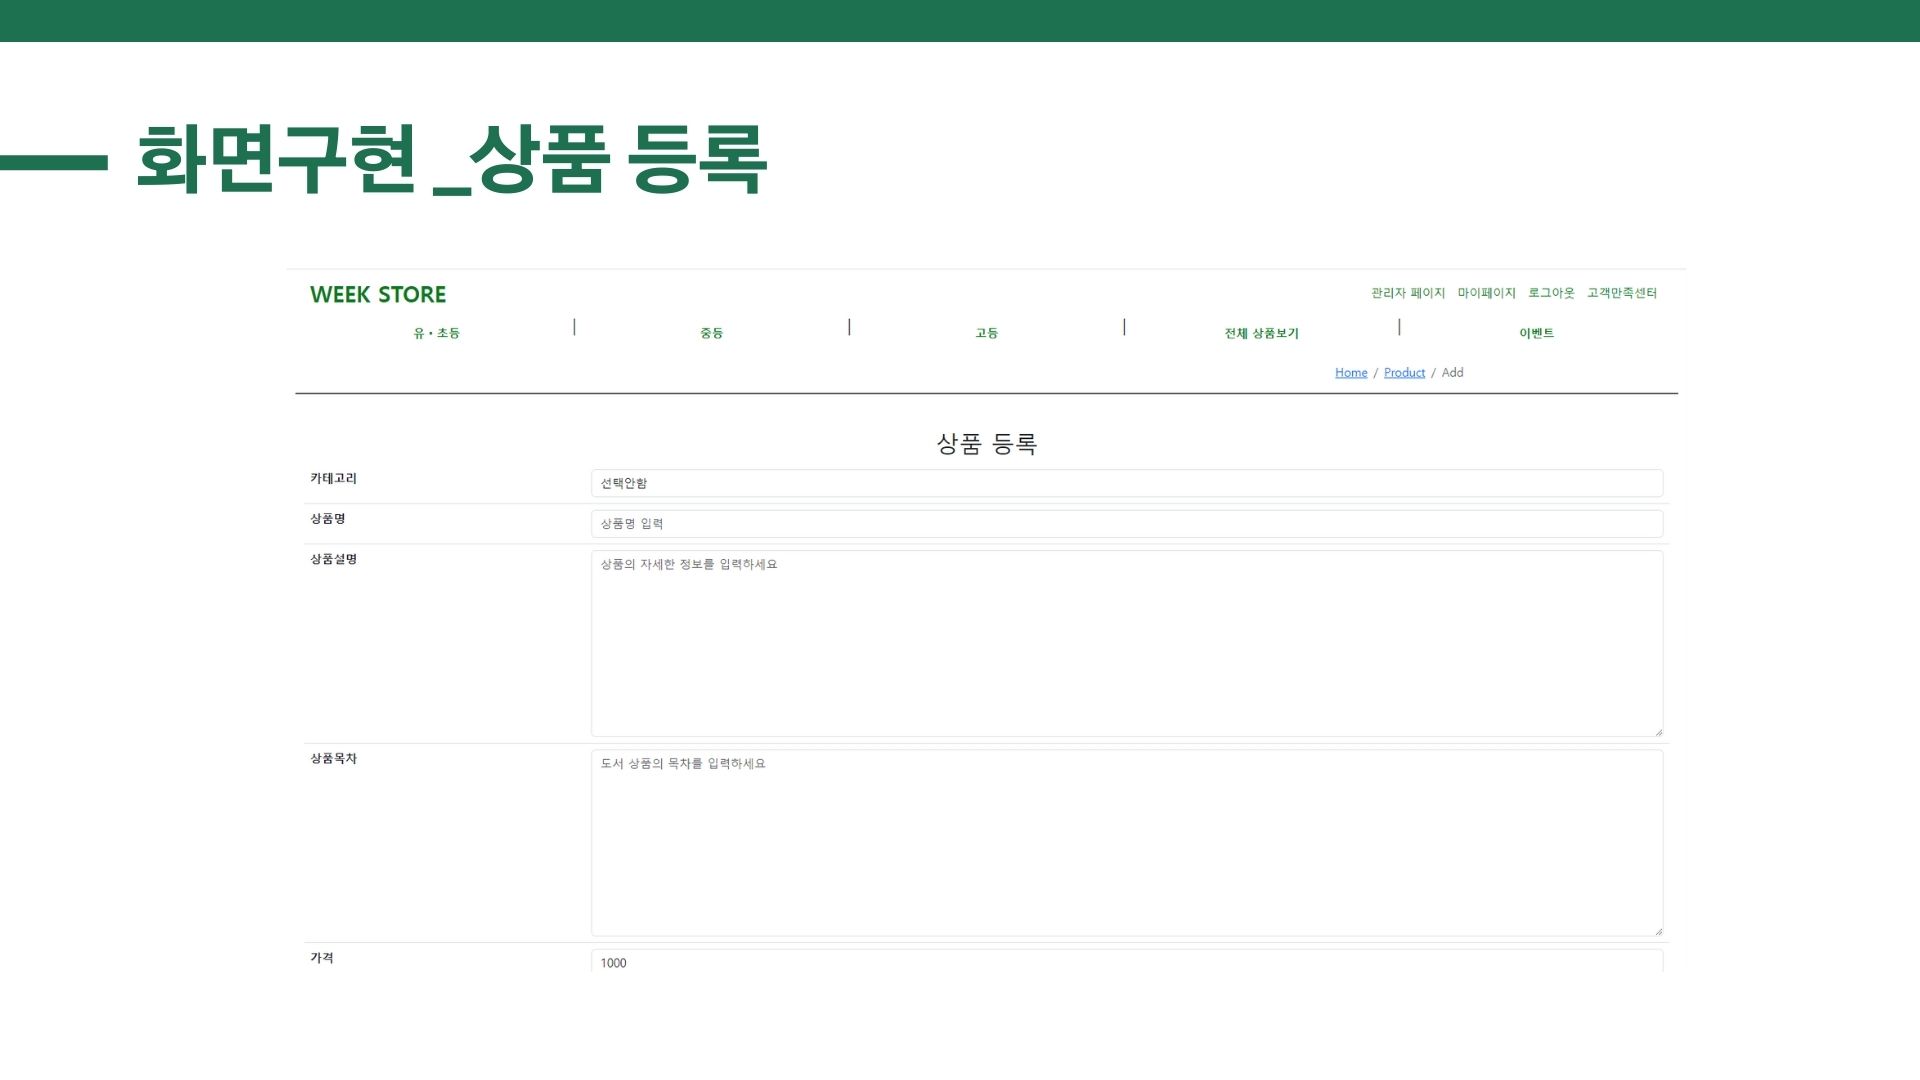 화면구현 _상품 등록
WEEK STORE
관리자 페이지 마이페이지 로그아웃 고객만족센터
유 • 초등 | 중등 | 고등 | 전체 상품보기 | 이벤트
Home / Product / Add
상품 등록
카테고리 선택안함
상품명 상품명 입력
상품설명 상품의 자세한 정보를 입력하세요
상품목차 도서 상품의 목차를 입력하세요
가격 1000